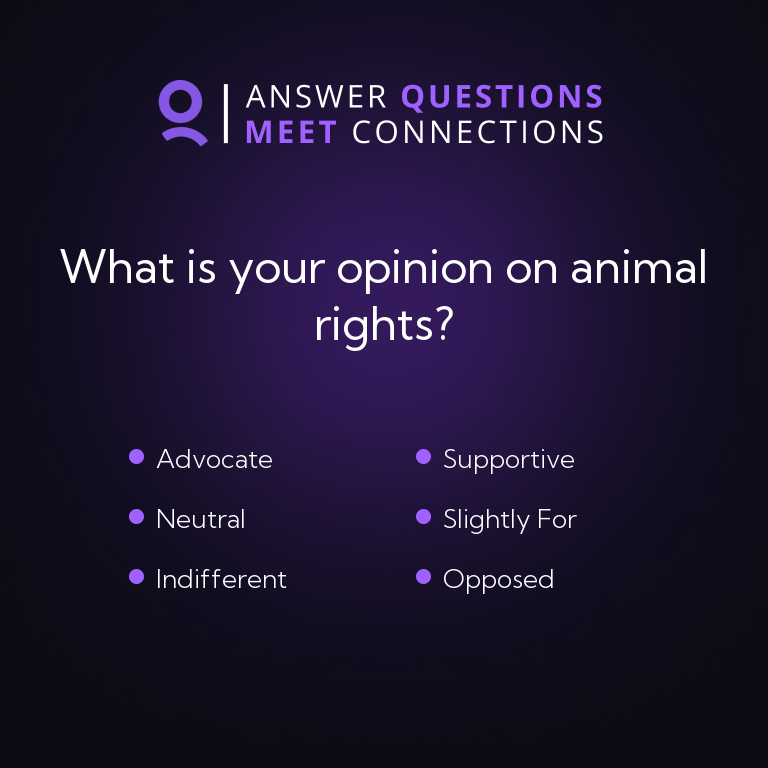 ANSWER QUESTIONS
MEET CONNECTIONS
What is your opinion on animal
rights?
Advocate
Supportive
Neutral
Slightly For
Indifferent
Opposed